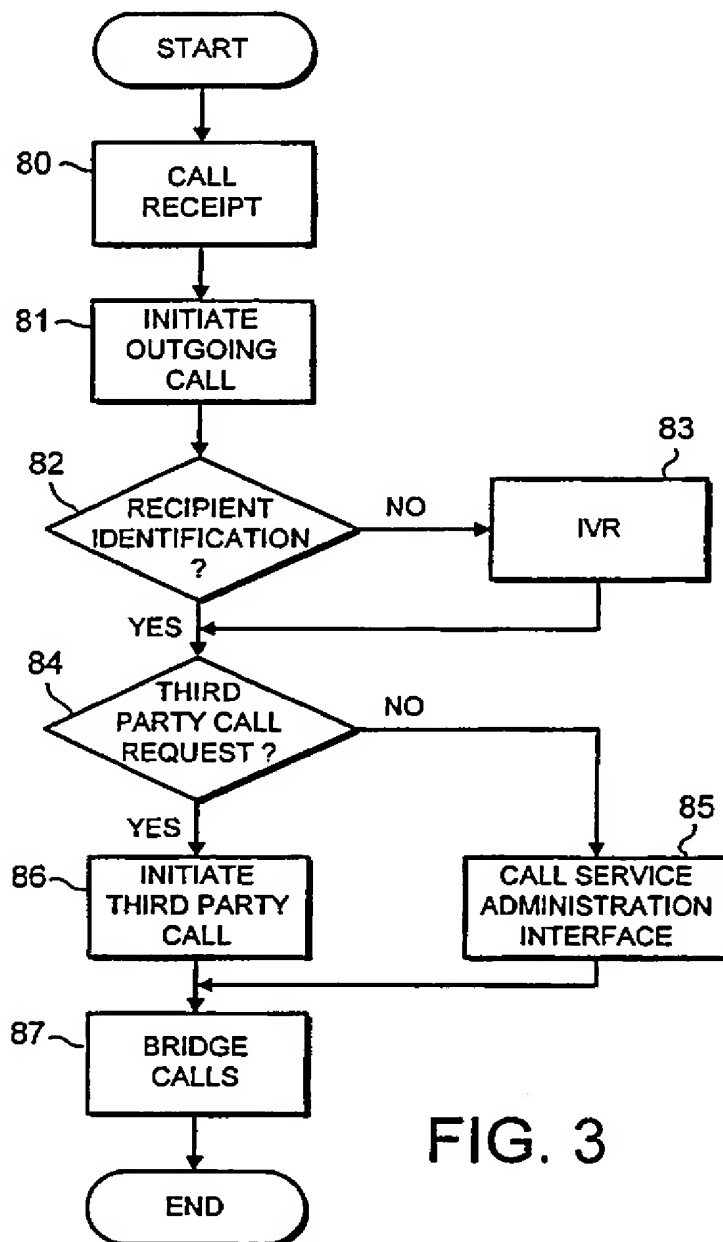 START
80
CALL
RECEIPT
81
INITIATE
OUTGOING
CALL
82
RECIPIENT
IDENTIFICATION
?
NO
83
IVR
YES
84
THIRD
PARTY CALL
REQUEST ?
NO
YES
85
CALL SERVICE
ADMINISTRATION
INTERFACE
86
INITIATE
THIRD PARTY
CALL
87
BRIDGE
CALLS
FIG. 3
END